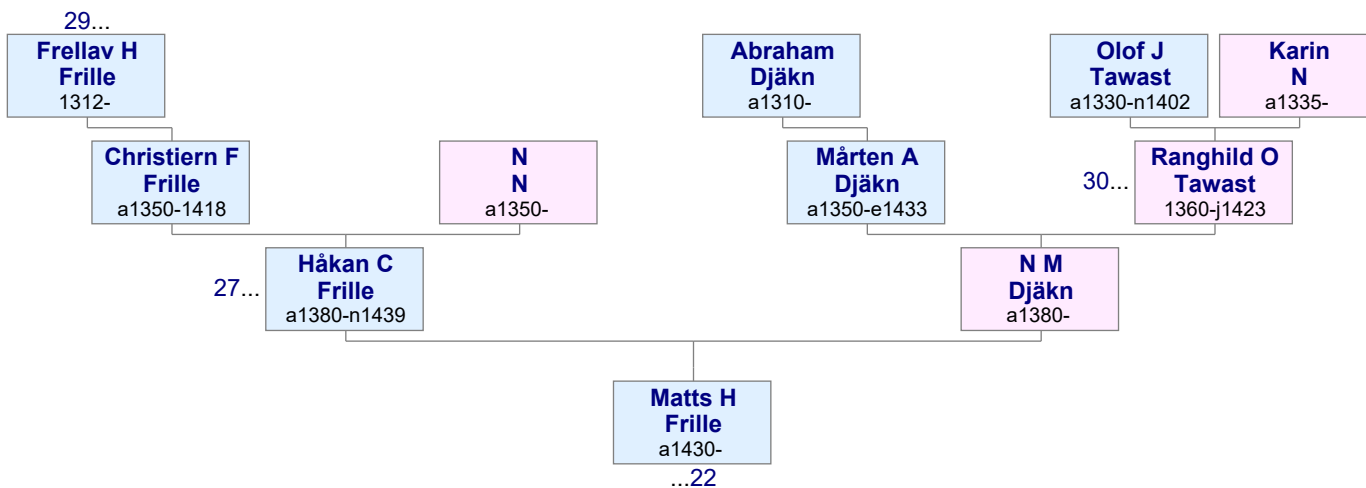 29...
Frellav H
Frille
1312-
Abraham
Djäkn
a1310-
Olof J
Tawast
a1330-n1402
Karin
N
a1335-
Christiern F
Frille
a1350-1418
N
N
a1350-
Mårten A
Djäkn
a1350-e1433
30...
Ranghild O
Tawast
1360-j1423
27...
Håkan C
Frille
a1380-n1439
N M
Djäkn
a1380-
Matts H
Frille
a1430-
...22